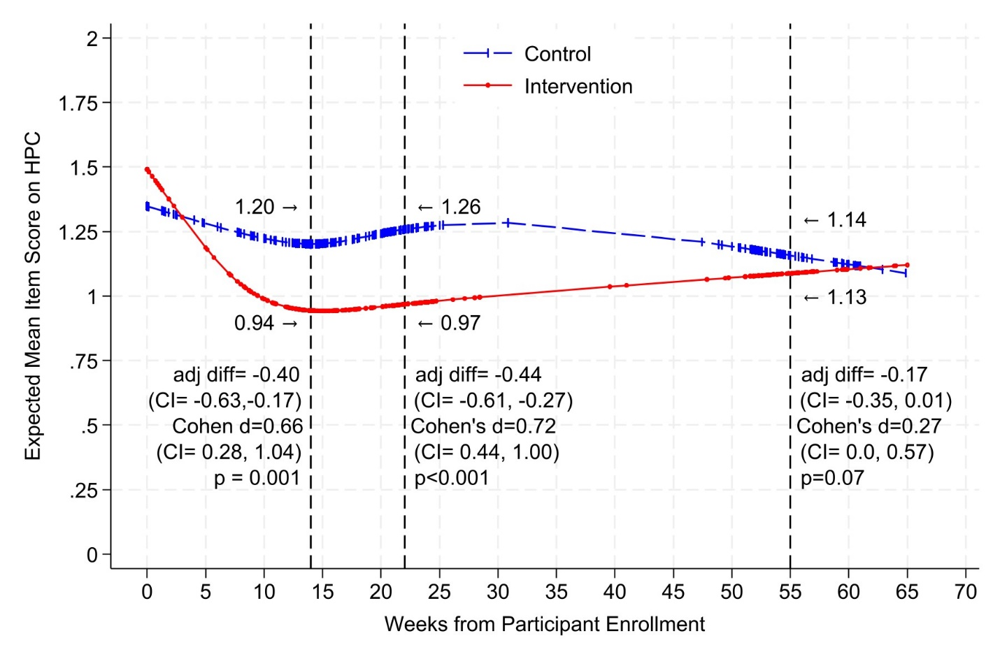 2
1.75
1.5
1.25
1
.75
.5
.25
0
Expected Mean Item Score on HPC
Control
Intervention
1.20 →
← 1.26
← 1.14
0.94 →
← 0.97
← 1.13
adj diff= -0.40
(CI= -0.63,-0.17)
Cohen d=0.66
(CI= 0.28, 1.04)
p = 0.001
adj diff= -0.44
(CI= -0.61, -0.27)
Cohen's d=0.72
(CI= 0.44, 1.00)
p<0.001
adj diff= -0.17
(CI= -0.35, 0.01)
Cohen's d=0.27
(CI= 0.0, 0.57)
p=0.07
0 5 10 15 20 25 30 35 40 45 50 55 60 65 70
Weeks from Participant Enrollment